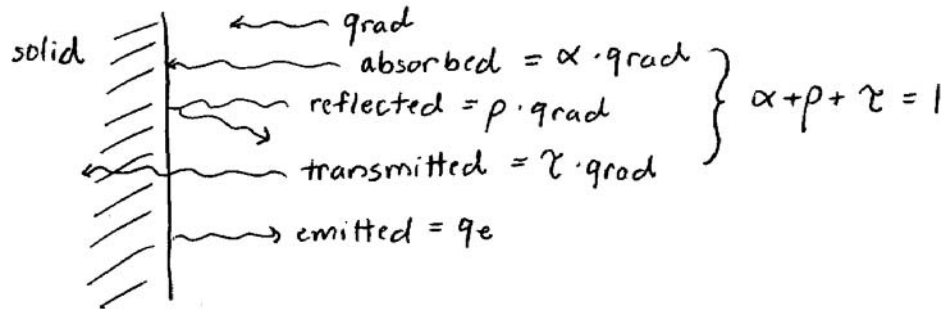 qrad
solid
absorbed = α·qrad
reflected = ρ·qrad
α+ρ+τ = 1
transmitted = τ·qrad
emitted = qe